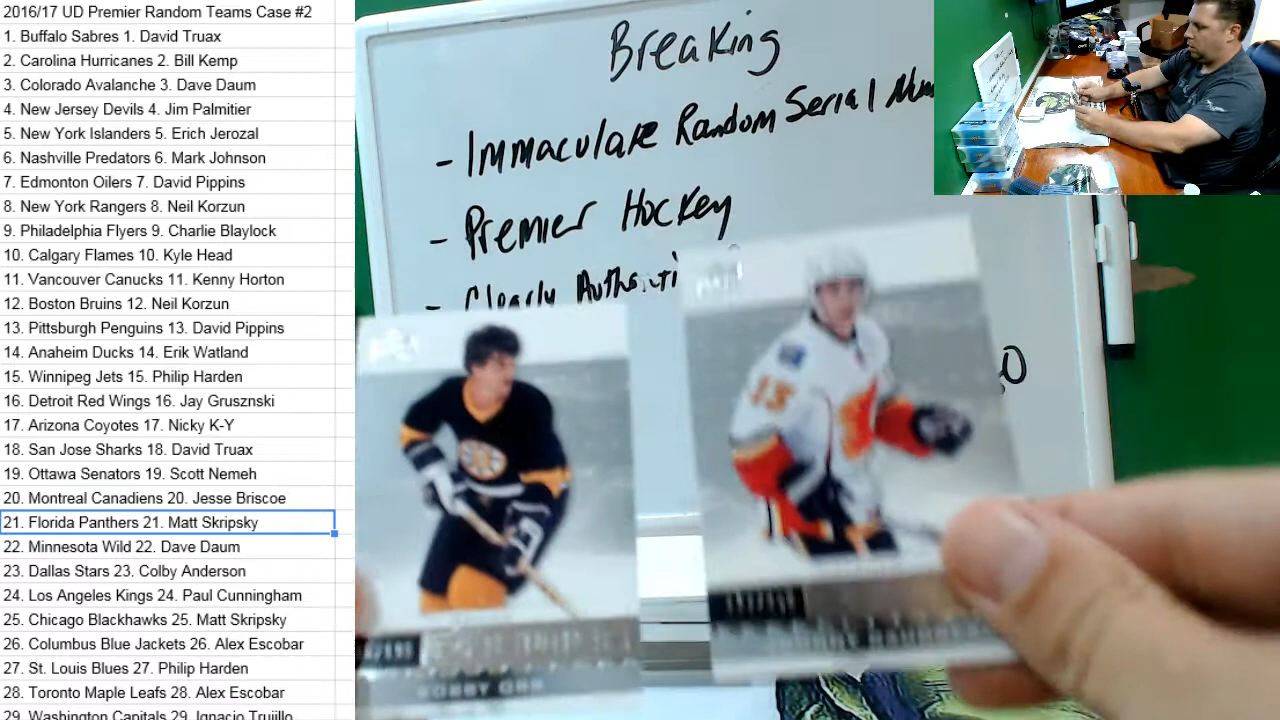 2016/17 UD Premier Random Teams Case #2
1. Buffalo Sabres 1. David Truax
2. Carolina Hurricanes 2. Bill Kemp
3. Colorado Avalanche 3. Dave Daum
4. New Jersey Devils 4. Jim Palmitier
5. New York Islanders 5. Erich Jerozal
6. Nashville Predators 6. Mark Johnson
7. Edmonton Oilers 7. David Pippins
8. New York Rangers 8. Neil Korzun
9. Philadelphia Flyers 9. Charlie Blaylock
10. Calgary Flames 10. Kyle Head
11. Vancouver Canucks 11. Kenny Horton
12. Boston Bruins 12. Neil Korzun
13. Pittsburgh Penguins 13. David Pippins
14. Anaheim Ducks 14. Erik Watland
15. Winnipeg Jets 15. Philip Harden
16. Detroit Red Wings 16. Jay Grusznski
17. Arizona Coyotes 17. Nicky K-Y
18. San Jose Sharks 18. David Truax
19. Ottawa Senators 19. Scott Nemeh
20. Montreal Canadiens 20. Jesse Briscoe
21. Florida Panthers 21. Matt Skripsky
22. Minnesota Wild 22. Dave Daum
23. Dallas Stars 23. Colby Anderson
24. Los Angeles Kings 24. Paul Cunningham
25. Chicago Blackhawks 25. Matt Skripsky
26. Columbus Blue Jackets 26. Alex Escobar
27. St. Louis Blues 27. Philip Harden
28. Toronto Maple Leafs 28. Alex Escobar
29. Washington Capitals 29. Ignacio Trujillo
Breaking
- Immaculate Random Serial
- Premier Hockey
- Clearly
13
BOBBY ORR